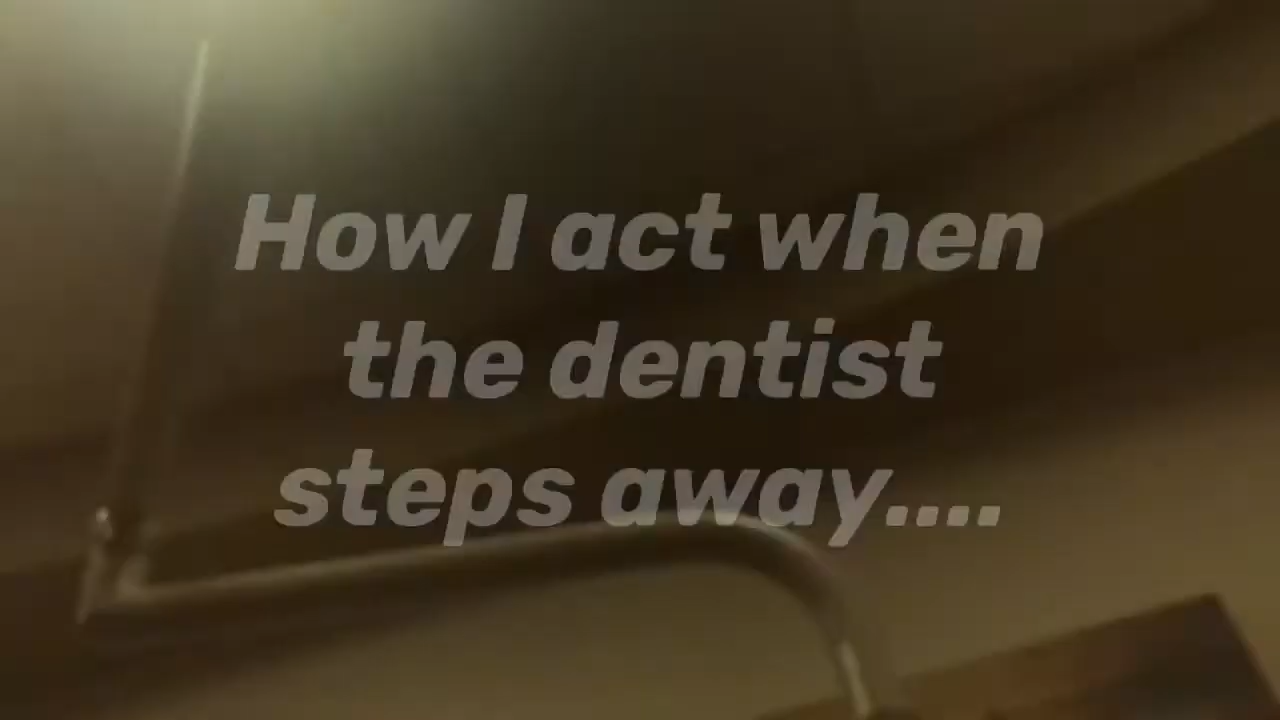 How I act when
the dentist
steps away....